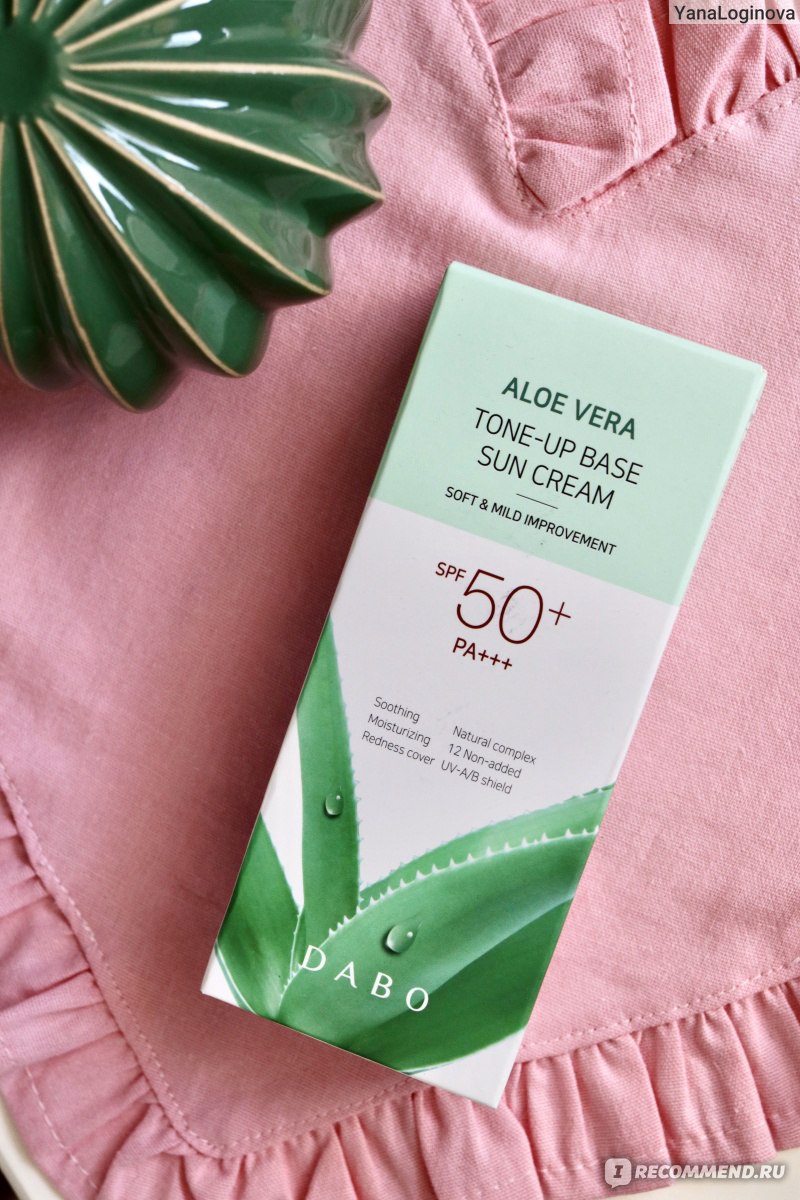 YanaLoginova
ALOE VERA
TONE-UP BASE
SUN CREAM
SOFT & MILD IMPROVEMENT
SPF 50+
PA+++
Soothing Natural complex
Moisturizing 12 Non-added
Redness cover UV-A/B shield
DABO
I RECOMMEND.RU